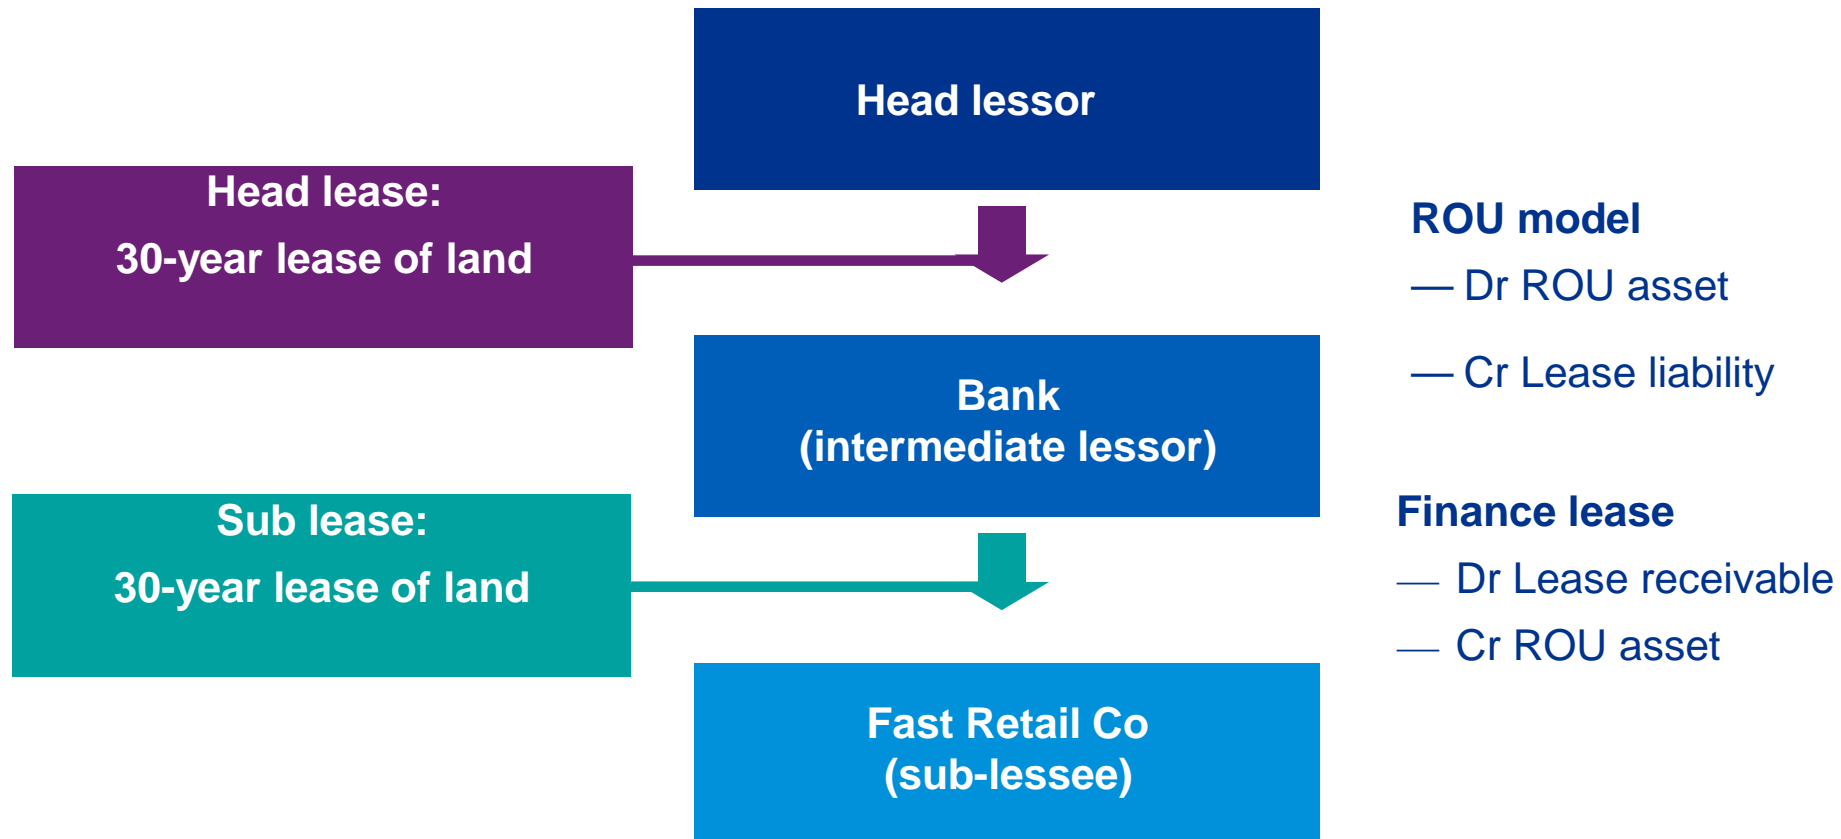 Head lessor
Head lease:
30-year lease of land
ROU model
— Dr ROU asset
— Cr Lease liability
Bank
(intermediate lessor)
Sub lease:
30-year lease of land
Finance lease
— Dr Lease receivable
— Cr ROU asset
Fast Retail Co
(sub-lessee)